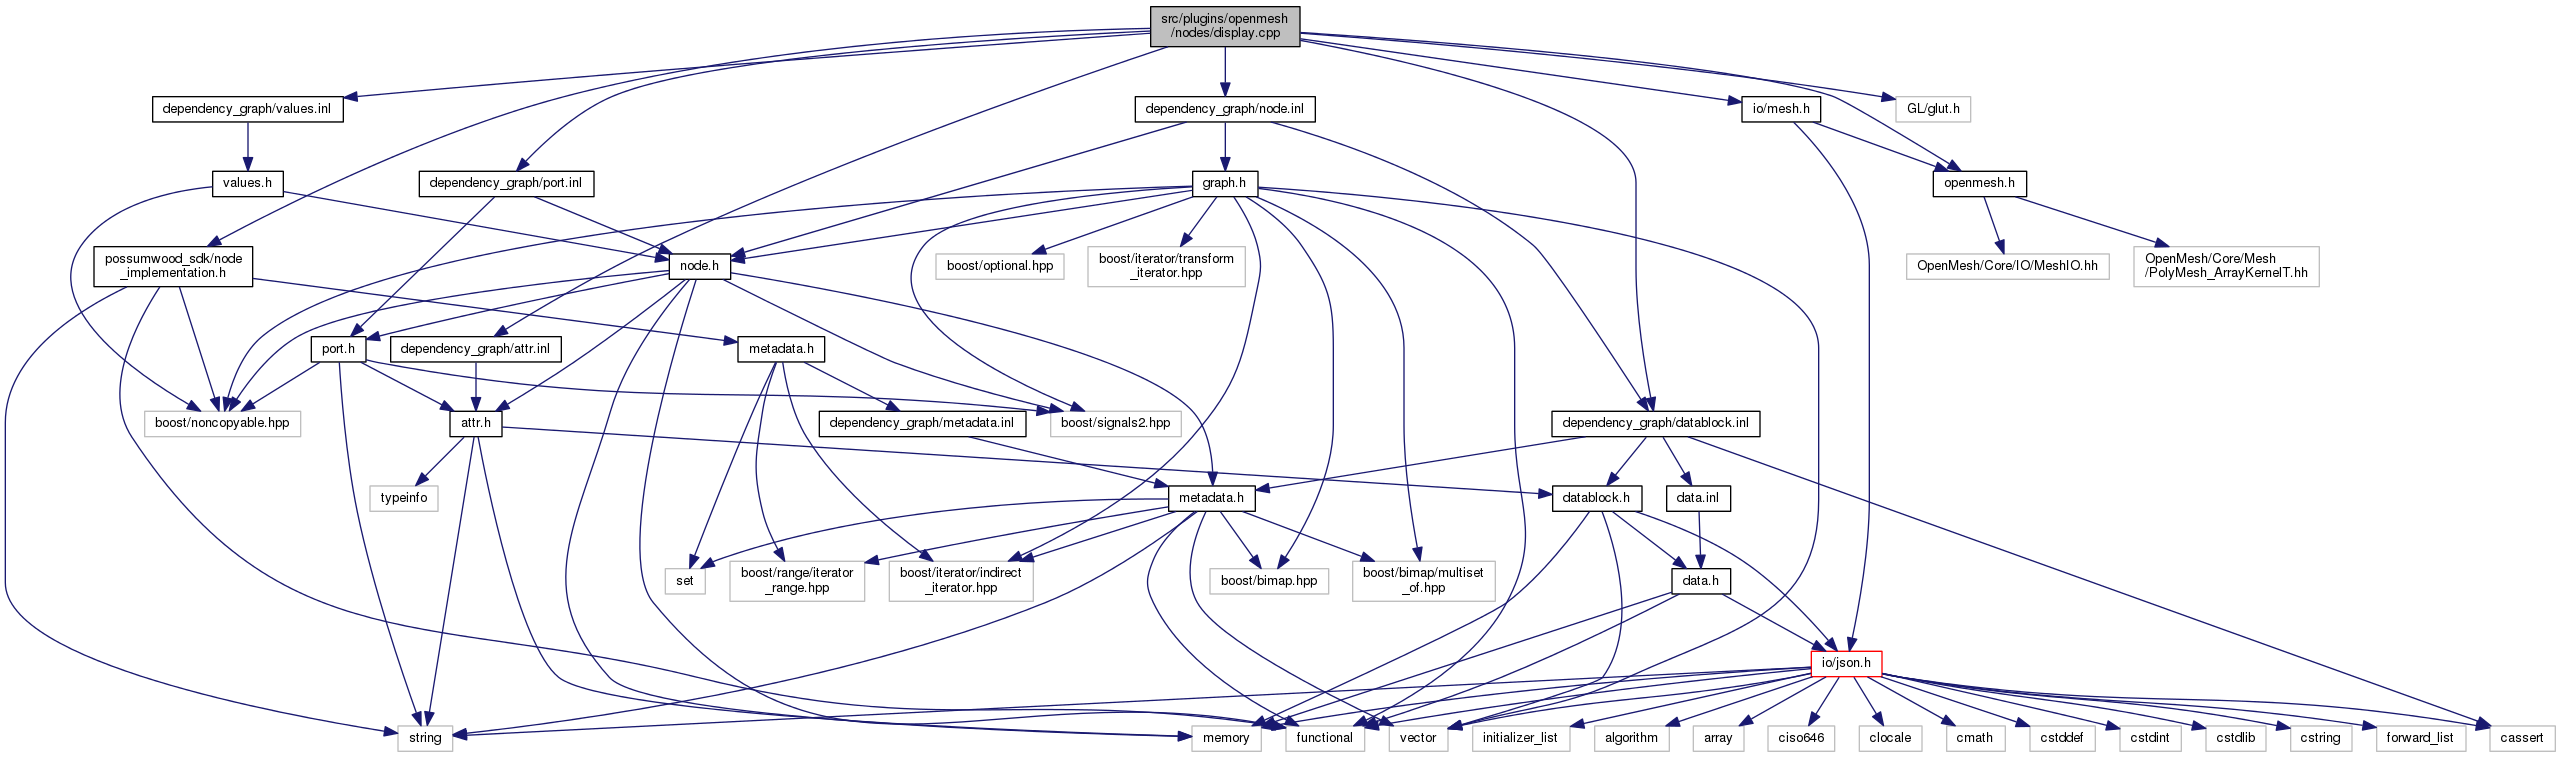 src/plugins/openmesh
/nodes/display.cpp
dependency_graph/values.inl
dependency_graph/node.inl
io/mesh.h
GL/glut.h
values.h
dependency_graph/port.inl
graph.h
openmesh.h
possumwood_sdk/node
_implementation.h
node.h
boost/optional.hpp
boost/iterator/transform
_iterator.hpp
OpenMesh/Core/IO/MeshIO.hh
OpenMesh/Core/Mesh
/PolyMesh_ArrayKernelT.hh
port.h
dependency_graph/attr.inl
metadata.h
boost/noncopyable.hpp
attr.h
dependency_graph/metadata.inl
boost/signals2.hpp
dependency_graph/datablock.inl
typeinfo
metadata.h
datablock.h
data.inl
set
boost/range/iterator
_range.hpp
boost/iterator/indirect
_iterator.hpp
boost/bimap.hpp
boost/bimap/multiset
_of.hpp
data.h
io/json.h
string
memory
functional
vector
initializer_list
algorithm
array
ciso646
clocale
cmath
cstddef
cstdint
cstdlib
cstring
forward_list
cassert